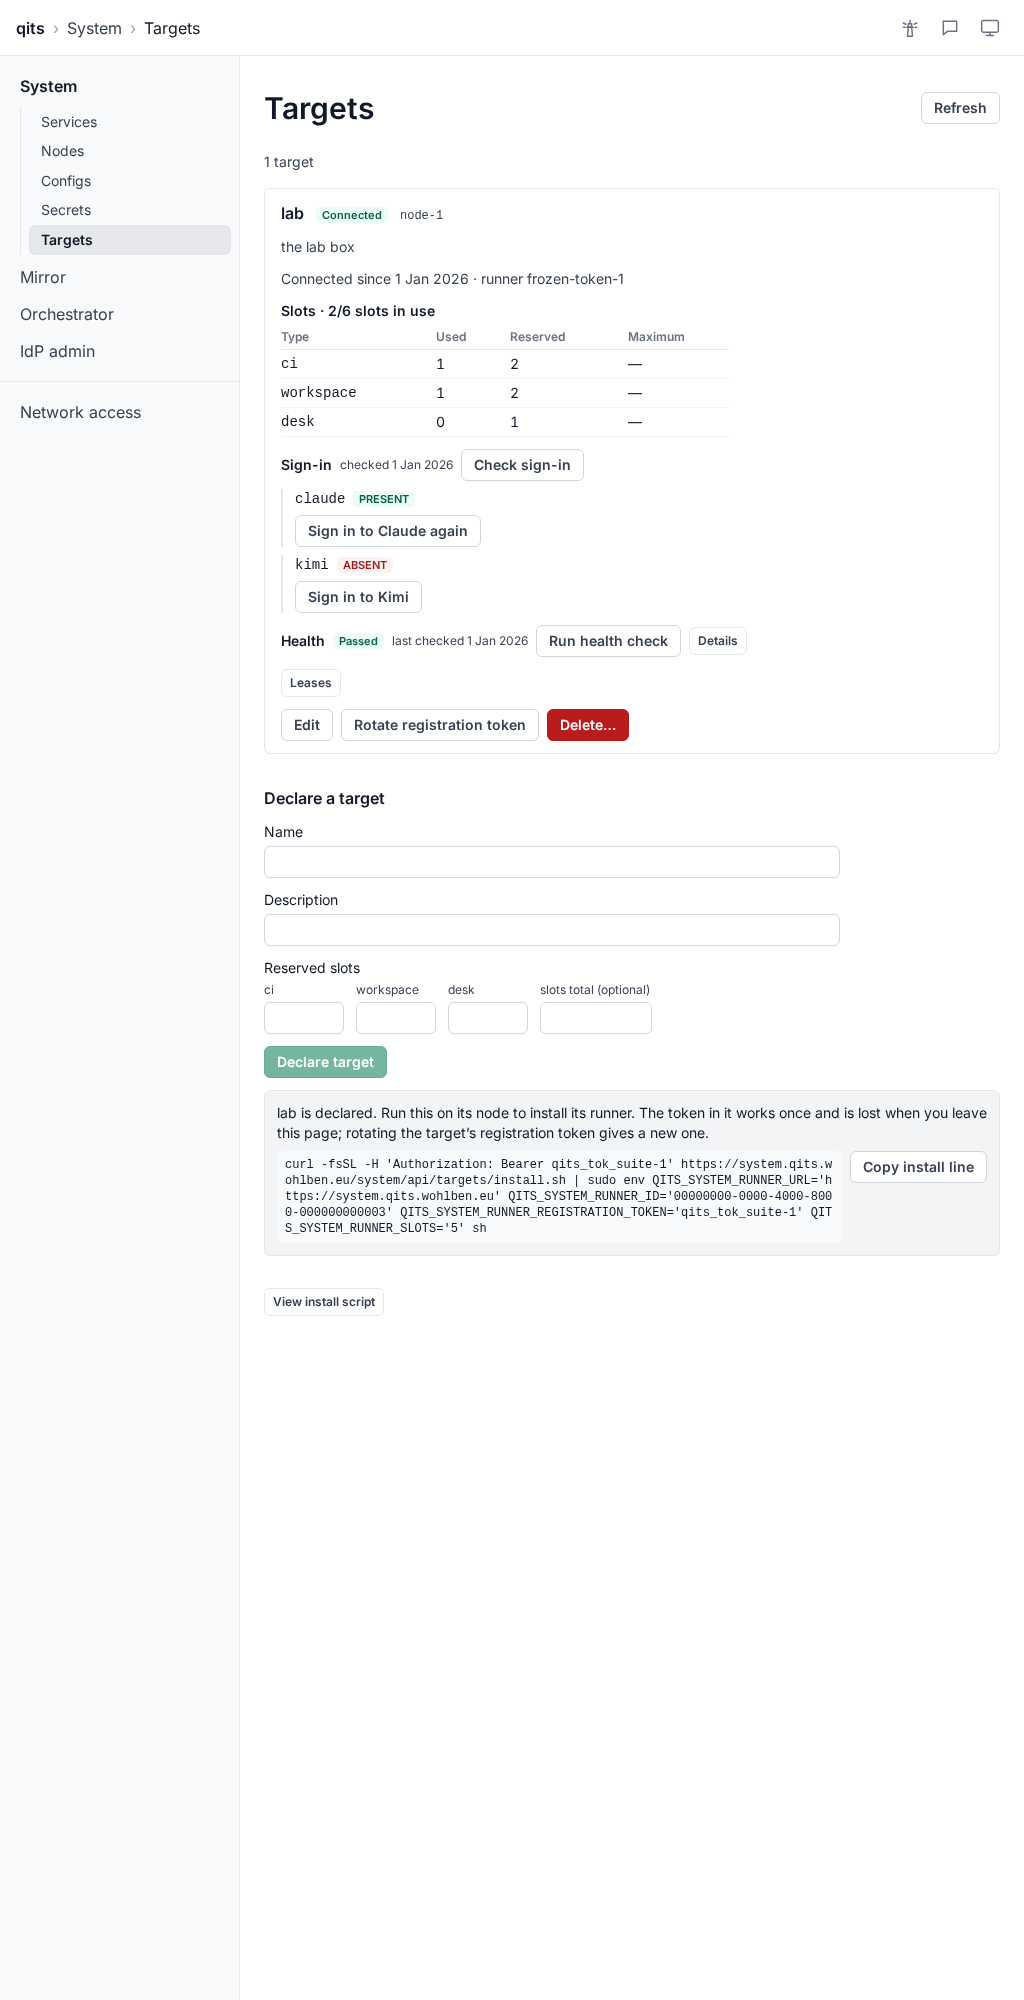 qits › System › Targets
System
Services
Nodes
Configs
Secrets
Targets
Mirror
Orchestrator
IdP admin
Network access
Targets
Refresh
1 target
lab Connected node-1
the lab box
Connected since 1 Jan 2026 · runner frozen-token-1
Slots · 2/6 slots in use
Type Used Reserved Maximum
ci 1 2 —
workspace 1 2 —
desk 0 1 —
Sign-in checked 1 Jan 2026 Check sign-in
claude PRESENT
Sign in to Claude again
kimi ABSENT
Sign in to Kimi
Health Passed last checked 1 Jan 2026 Run health check Details
Leases
Edit Rotate registration token Delete…
Declare a target
Name
Description
Reserved slots
ci workspace desk slots total (optional)
Declare target
lab is declared. Run this on its node to install its runner. The token in it works once and is lost when you leave
this page; rotating the target’s registration token gives a new one.
curl -fsSL -H 'Authorization: Bearer qits_tok_suite-1' https://system.qits.w
ohlben.eu/system/api/targets/install.sh | sudo env QITS_SYSTEM_RUNNER_URL='h
ttps://system.qits.wohlben.eu' QITS_SYSTEM_RUNNER_ID='00000000-0000-4000-800
0-000000000003' QITS_SYSTEM_RUNNER_REGISTRATION_TOKEN='qits_tok_suite-1' QIT
S_SYSTEM_RUNNER_SLOTS='5' sh
Copy install line
View install script